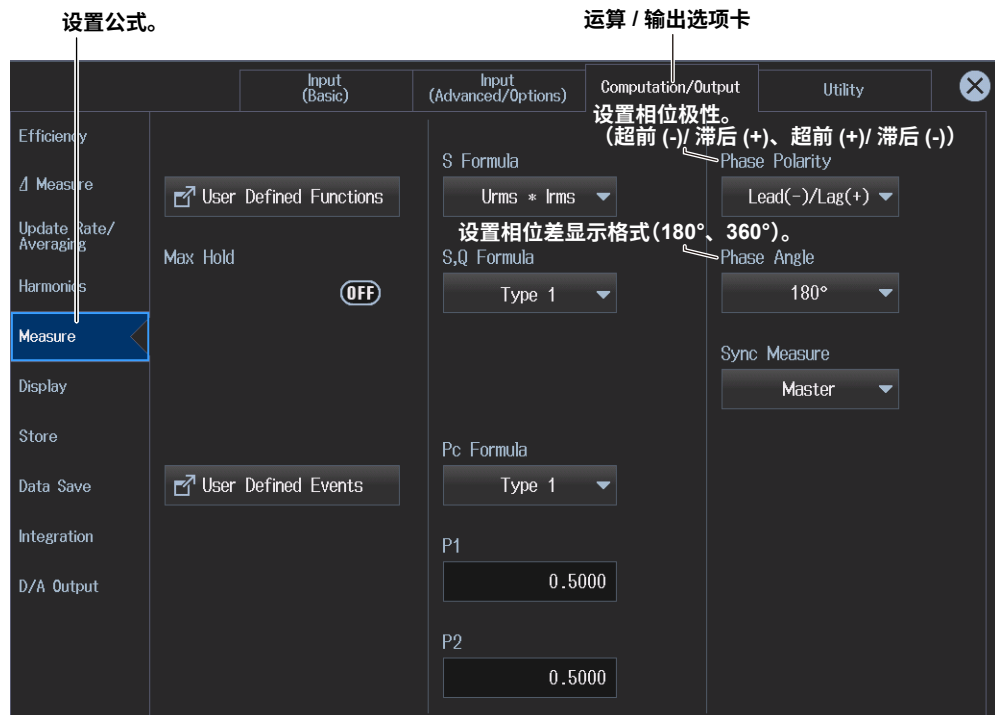 设置公式。
运算 / 输出选项卡
Input
(Basic)
Input
(Advanced/Options)
Computation/Output
Utility
设置相位极性。
（超前 (-)/ 滞后 (+)、超前 (+)/ 滞后 (-)）
Efficiency
Δ Measure
Update Rate/
Averaging
Harmonics
Measure
Display
Store
Data Save
Integration
D/A Output
User Defined Functions
Max Hold
OFF
User Defined Events
S Formula
Urms * Irms
S,Q Formula
Type 1
Pc Formula
Type 1
P1
0.5000
P2
0.5000
Phase Polarity
Lead(-)/Lag(+)
设置相位差显示格式（180°、360°）。
Phase Angle
180°
Sync Measure
Master